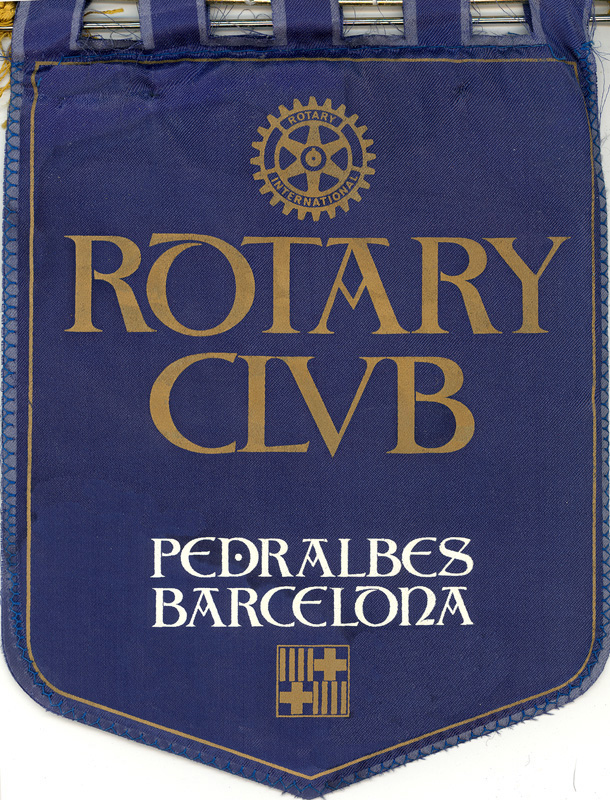 ROTARY
INTERNATIONAL
ROTARY
CLVB
PEDRALBES
BARCELONA